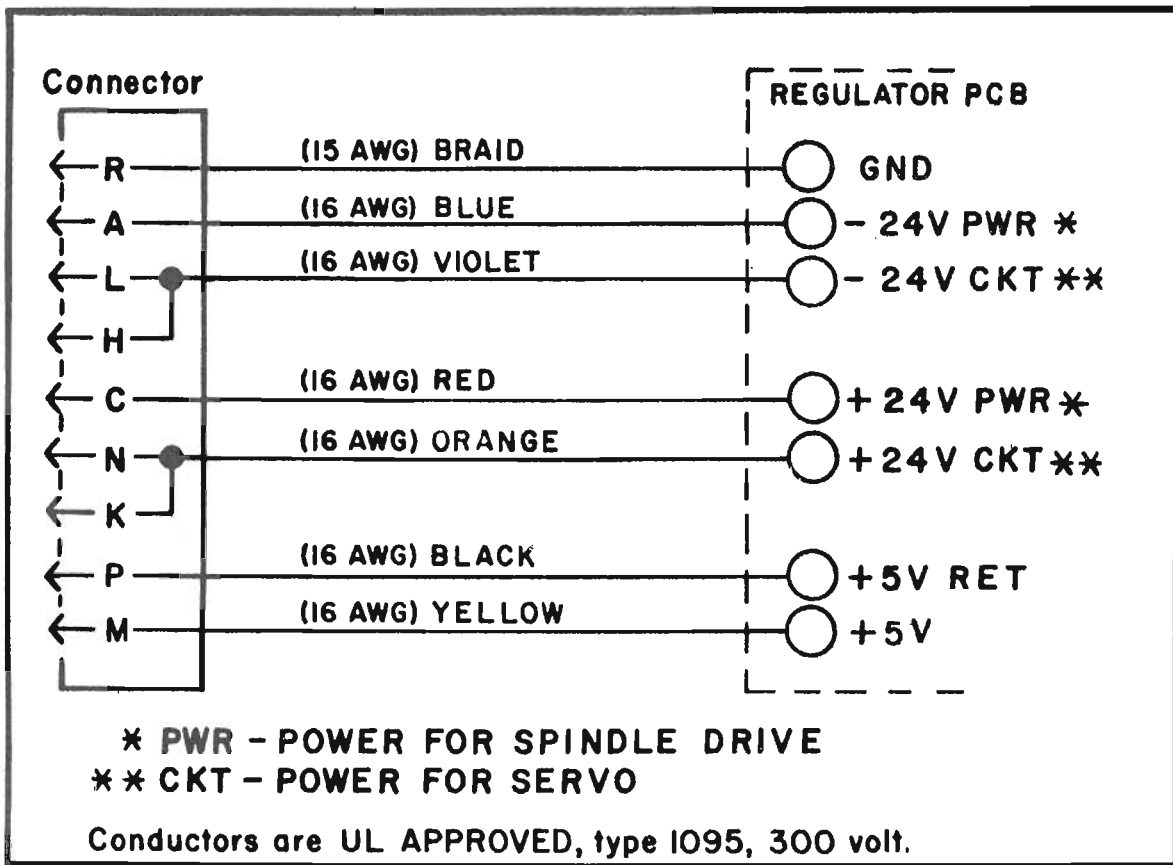 Connector
REGULATOR PCB
R (15 AWG) BRAID GND
A (16 AWG) BLUE - 24V PWR *
L (16 AWG) VIOLET - 24V CKT **
H
C (16 AWG) RED + 24V PWR *
N (16 AWG) ORANGE + 24V CKT **
K
P (16 AWG) BLACK + 5V RET
M (16 AWG) YELLOW + 5V
* PWR - POWER FOR SPINDLE DRIVE
** CKT - POWER FOR SERVO
Conductors are UL APPROVED, type 1095, 300 volt.